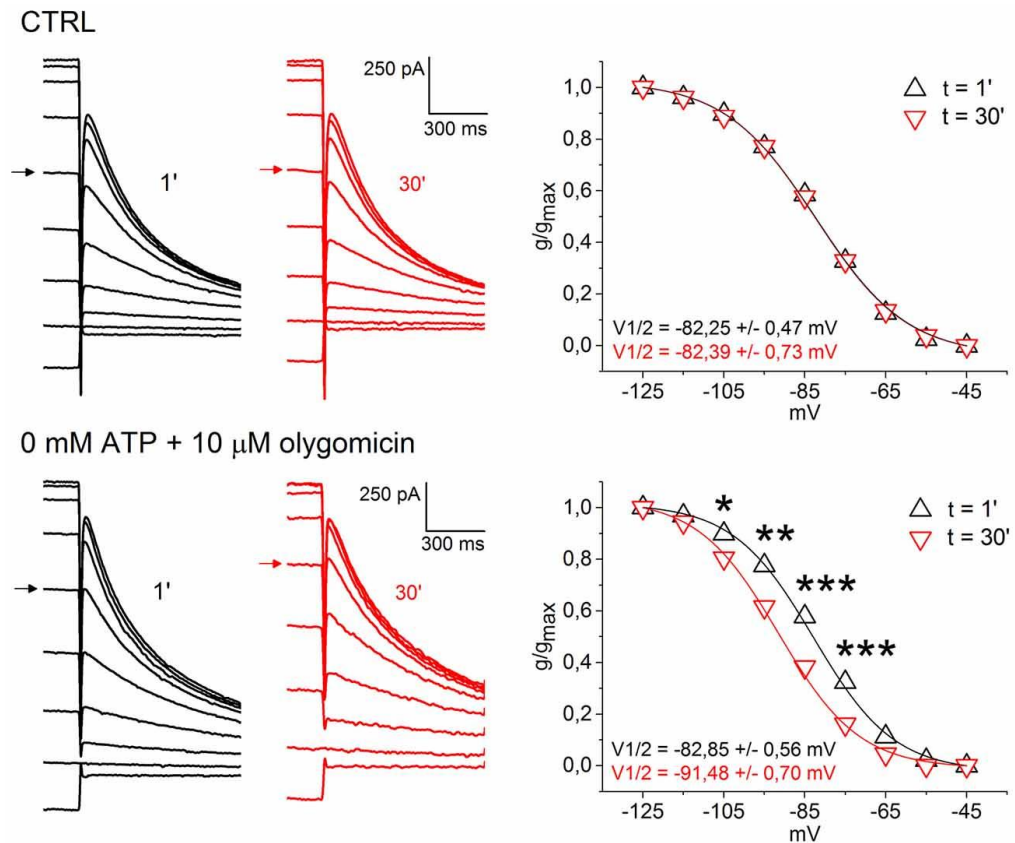 CTRL
250 pA
300 ms
1'
30'
1,0
0,8
0,6
0,4
0,2
0,0
g/gmax
t = 1'
t = 30'
V1/2 = -82,25 +/- 0,47 mV
V1/2 = -82,39 +/- 0,73 mV
-125 -105 -85 -65 -45
mV
0 mM ATP + 10 μM olygomicin
250 pA
300 ms
1'
30'
1,0
0,8
0,6
0,4
0,2
0,0
g/gmax
*
**
***
***
t = 1'
t = 30'
V1/2 = -82,85 +/- 0,56 mV
V1/2 = -91,48 +/- 0,70 mV
-125 -105 -85 -65 -45
mV